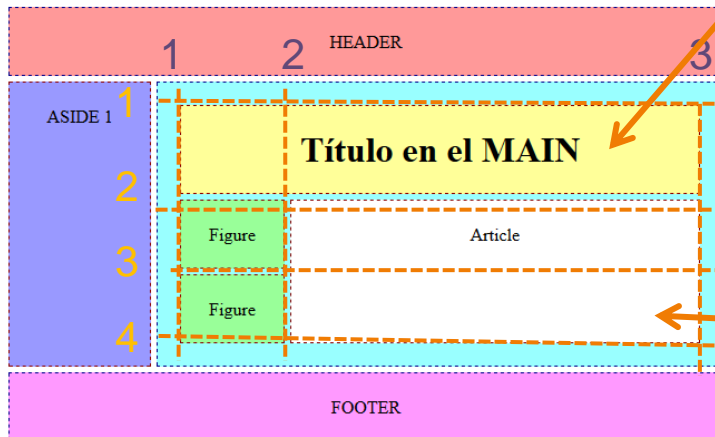 HEADER
1 2 3
ASIDE 1
1
Título en el MAIN
2
Figure
Article
3
Figure
4
FOOTER